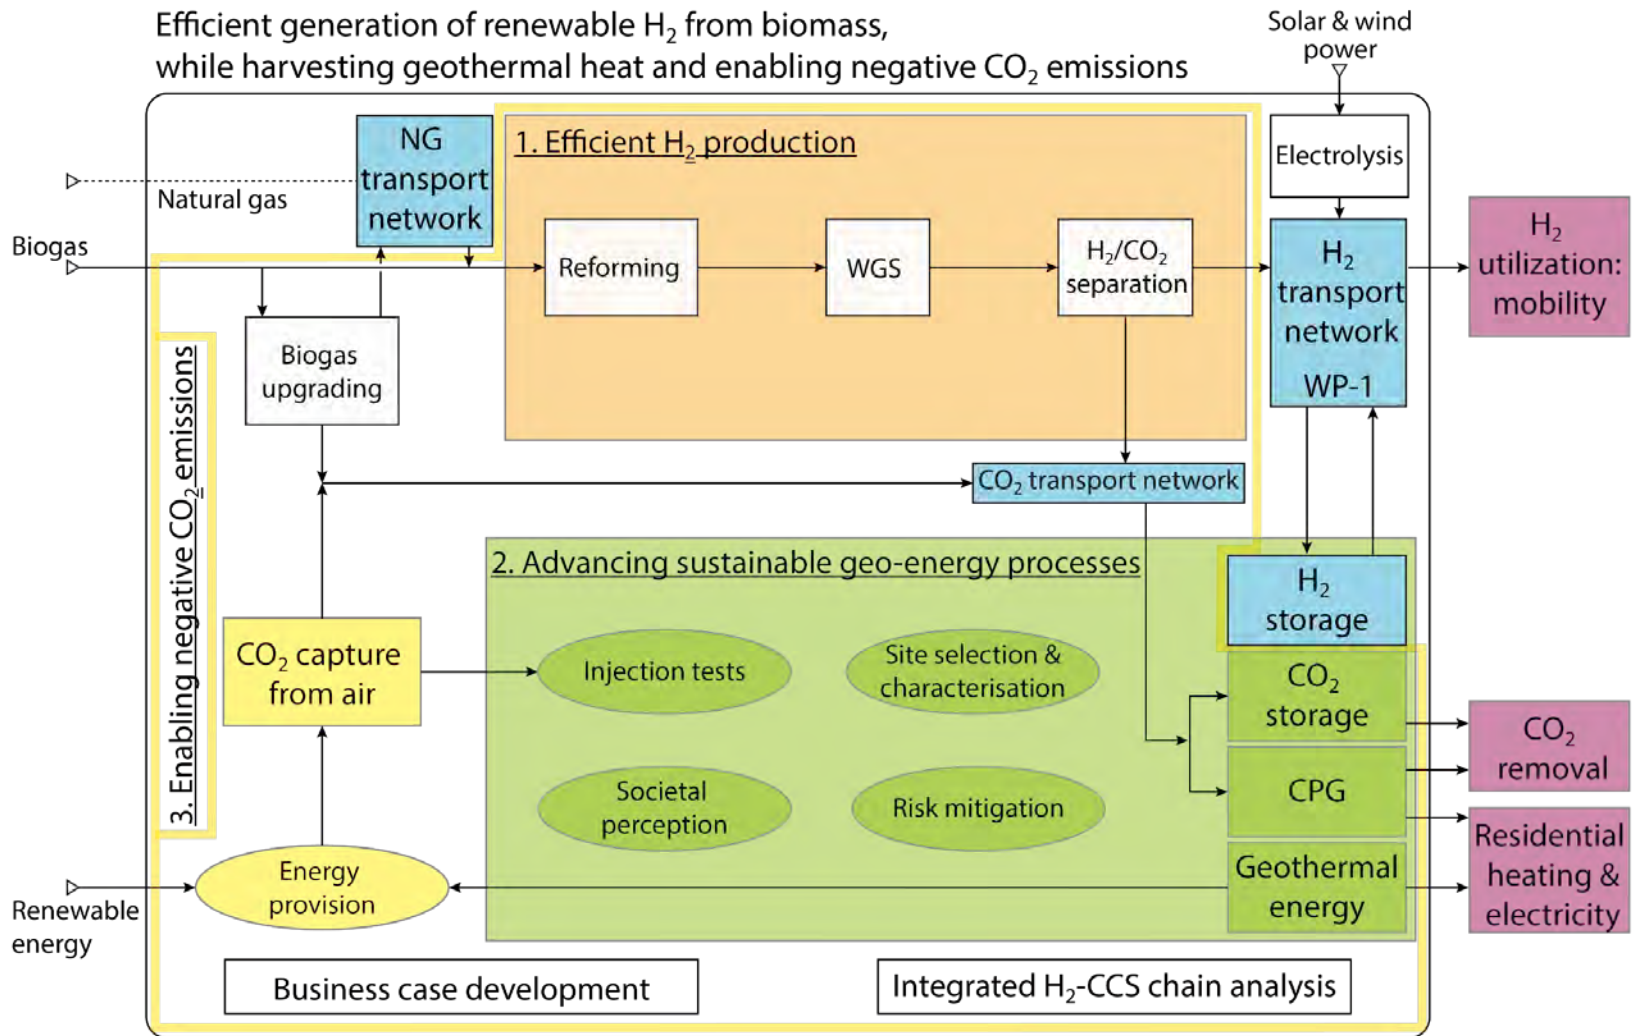 Efficient generation of renewable H₂ from biomass,
while harvesting geothermal heat and enabling negative CO₂ emissions
Solar & wind
power
NG
transport
network
Natural gas
Biogas
1. Efficient H₂ production
Reforming
WGS
H₂/CO₂
separation
Electrolysis
H₂
transport
network
WP-1
H₂
utilization:
mobility
Biogas
upgrading
3. Enabling negative CO₂ emissions
CO₂ transport network
2. Advancing sustainable geo-energy processes
H₂
storage
CO₂ capture
from air
Injection tests
Site selection &
characterisation
CO₂
storage
CO₂
removal
Societal
perception
Risk mitigation
CPG
Energy
provision
Geothermal
energy
Residential
heating &
electricity
Renewable
energy
Business case development
Integrated H₂-CCS chain analysis